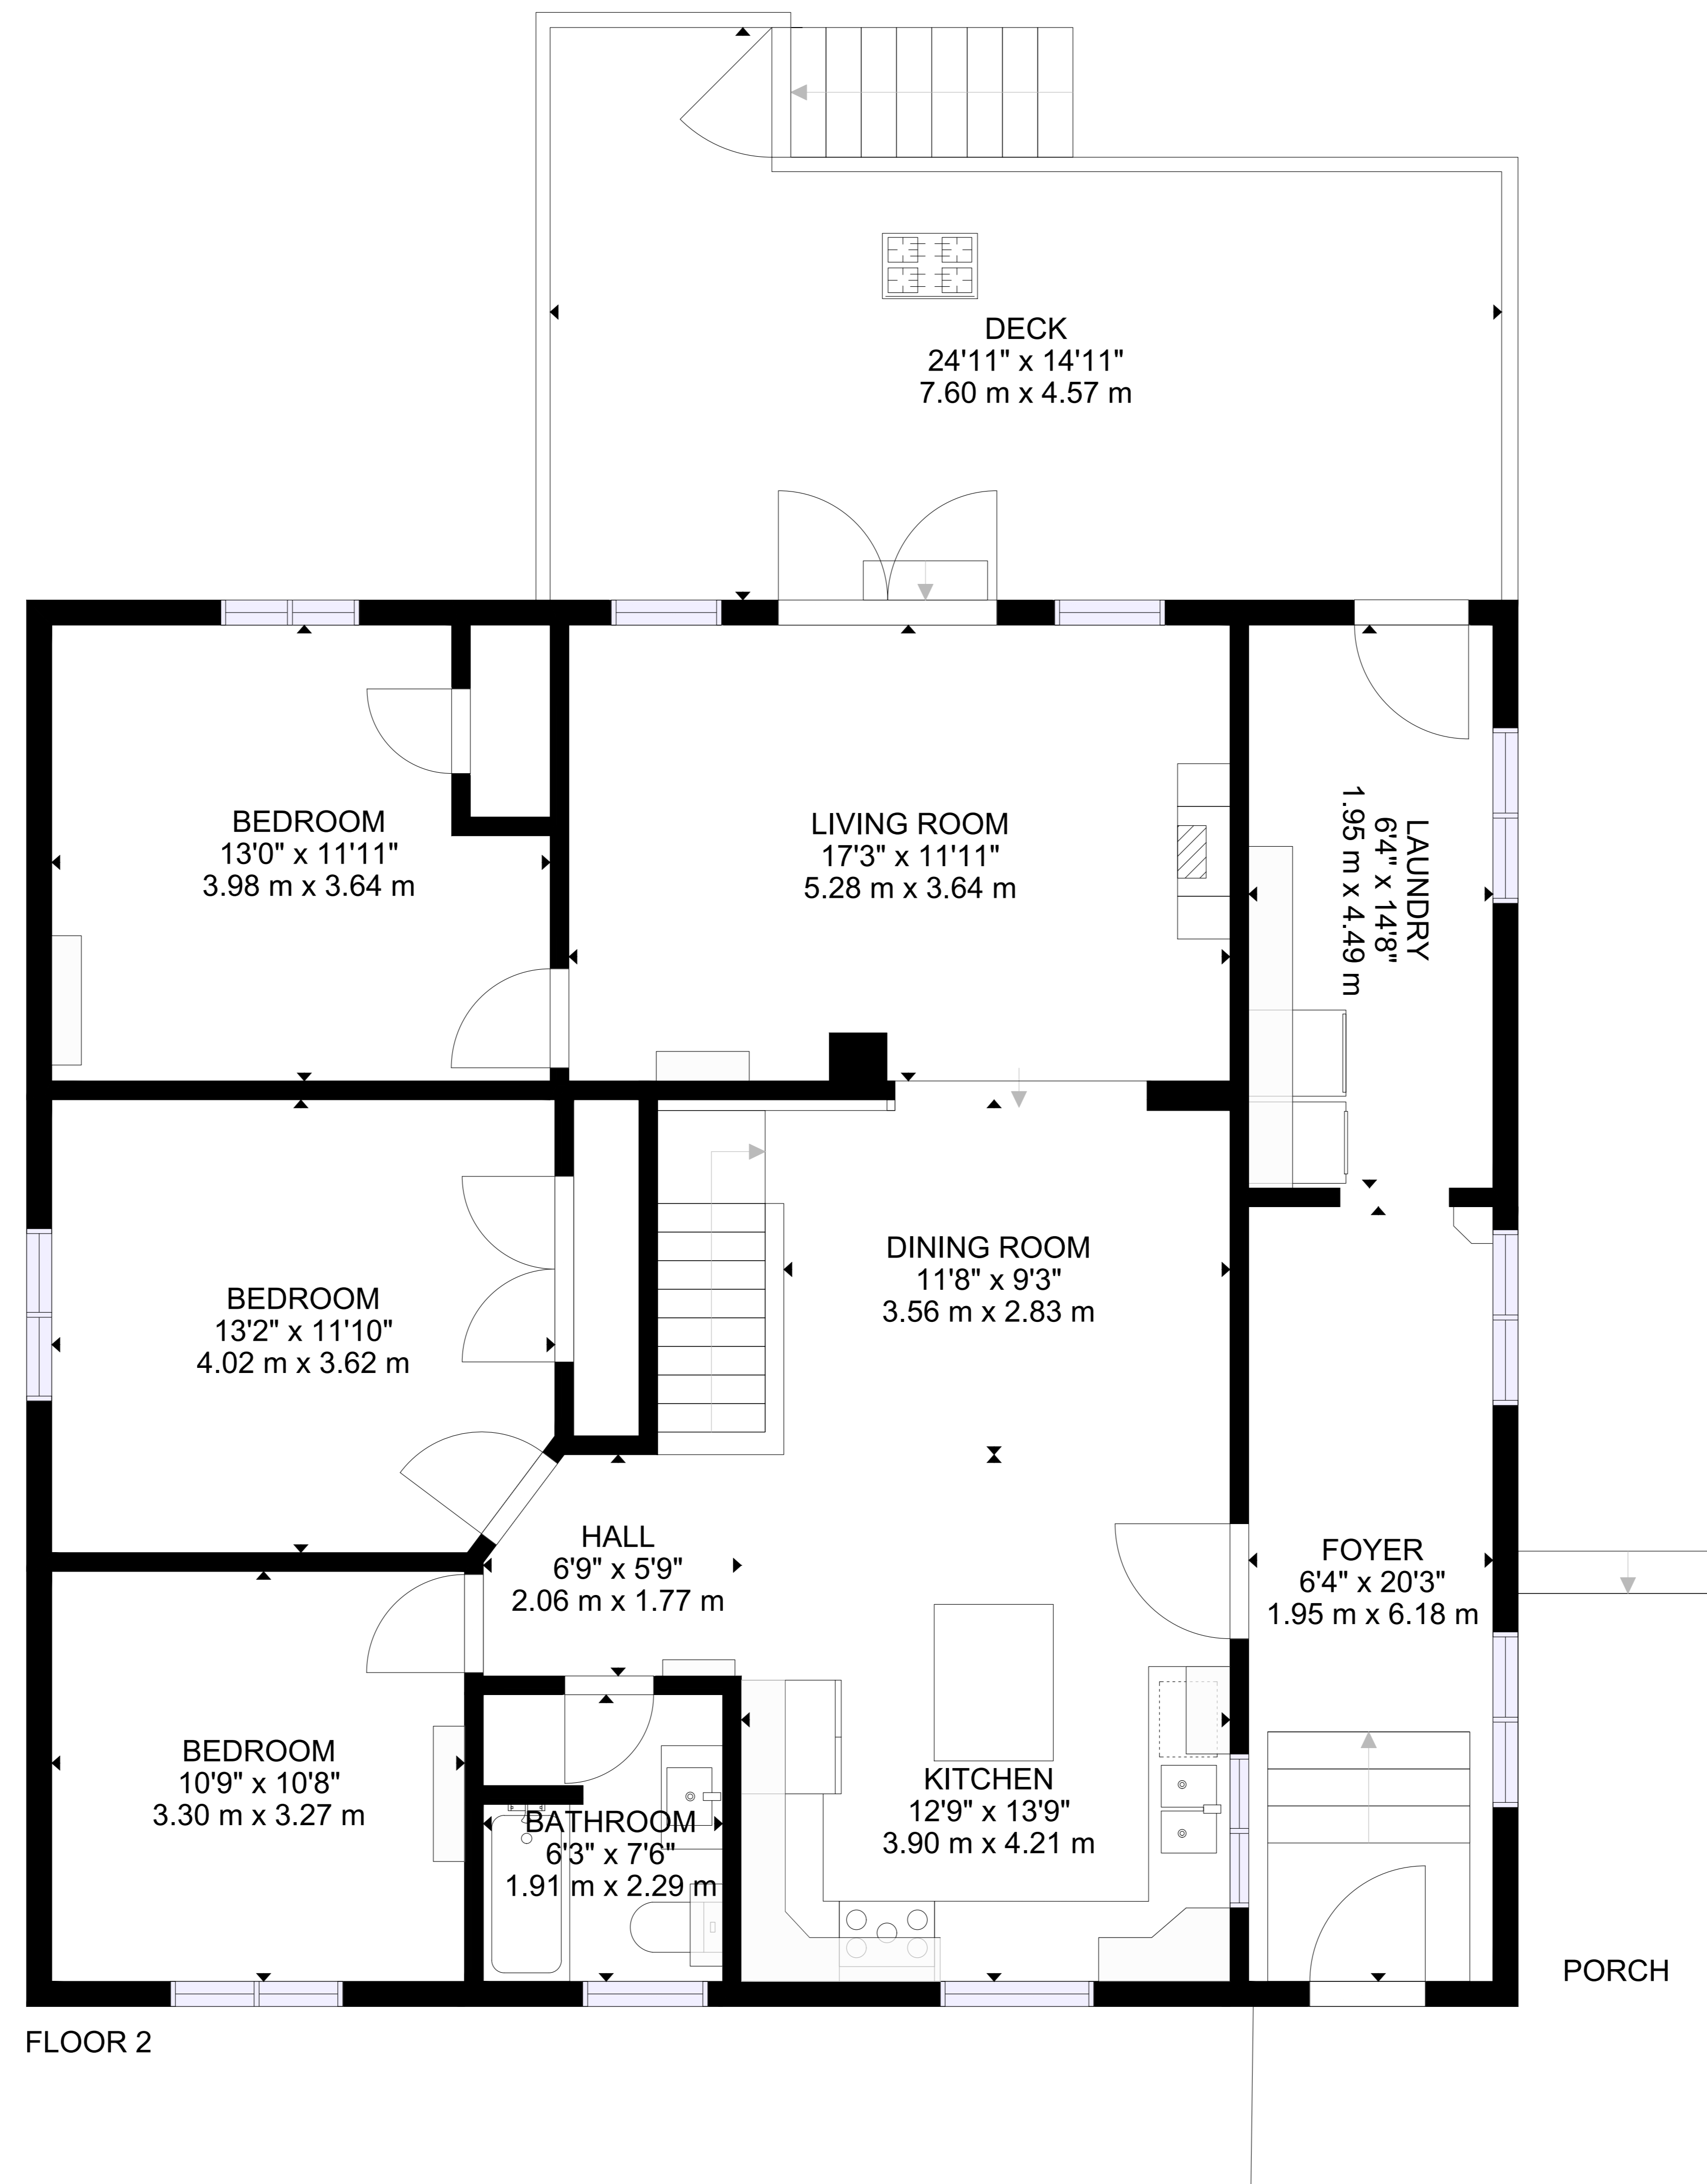 DECK
24'11" x 14'11"
7.60 m x 4.57 m
BEDROOM
13'0" x 11'11"
3.98 m x 3.64 m
LIVING ROOM
17'3" x 11'11"
5.28 m x 3.64 m
LAUNDRY
6'4" x 14'8"
1.95 m x 4.49 m
BEDROOM
13'2" x 11'10"
4.02 m x 3.62 m
DINING ROOM
11'8" x 9'3"
3.56 m x 2.83 m
HALL
6'9" x 5'9"
2.06 m x 1.77 m
FOYER
6'4" x 20'3"
1.95 m x 6.18 m
BEDROOM
10'9" x 10'8"
3.30 m x 3.27 m
BATHROOM
6'3" x 7'6"
1.91 m x 2.29 m
KITCHEN
12'9" x 13'9"
3.90 m x 4.21 m
PORCH
FLOOR 2